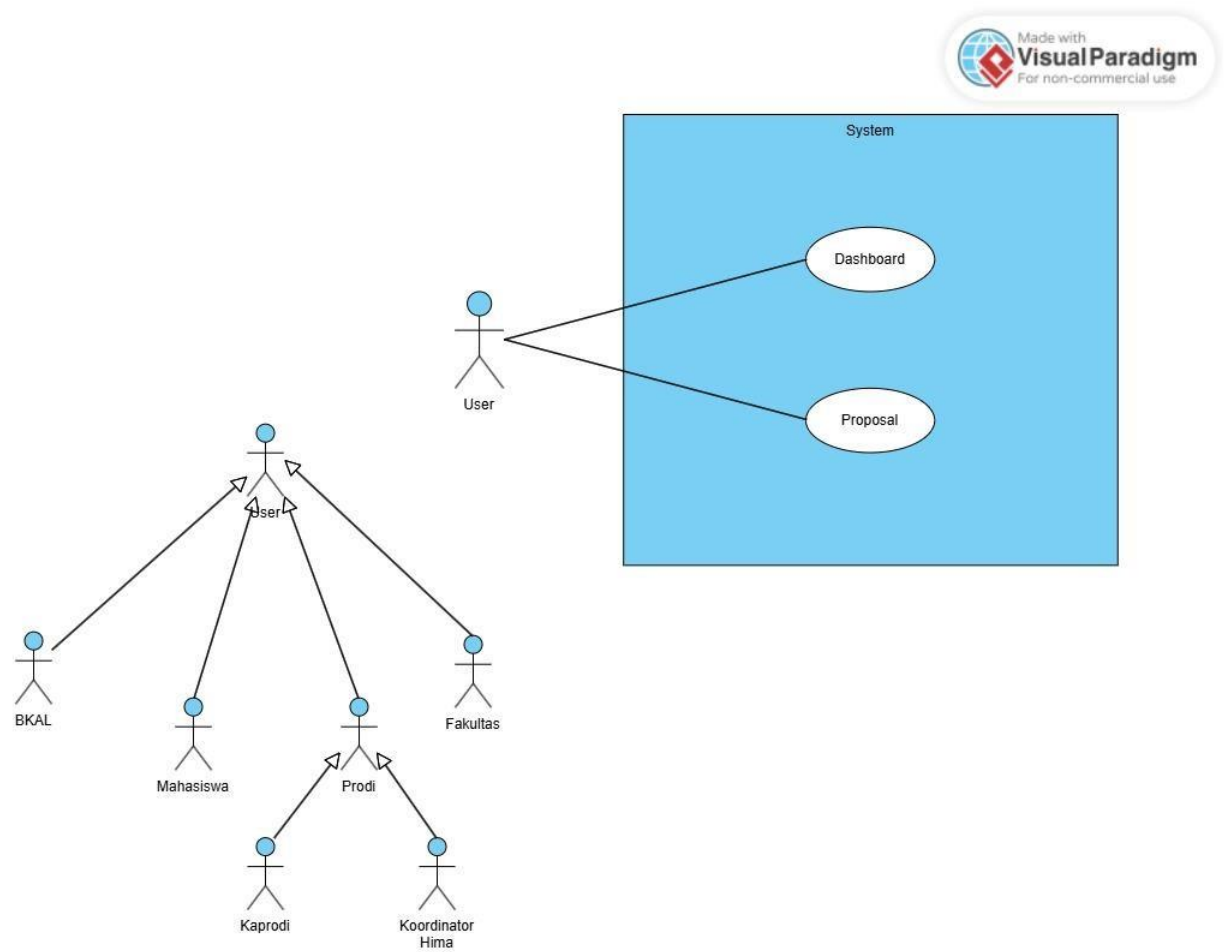 Made with
Visual Paradigm
For non-commercial use
System
Dashboard
User
Proposal
User
BKAL
Mahasiswa
Prodi
Fakultas
Kaprodi
Koordinator
Hima